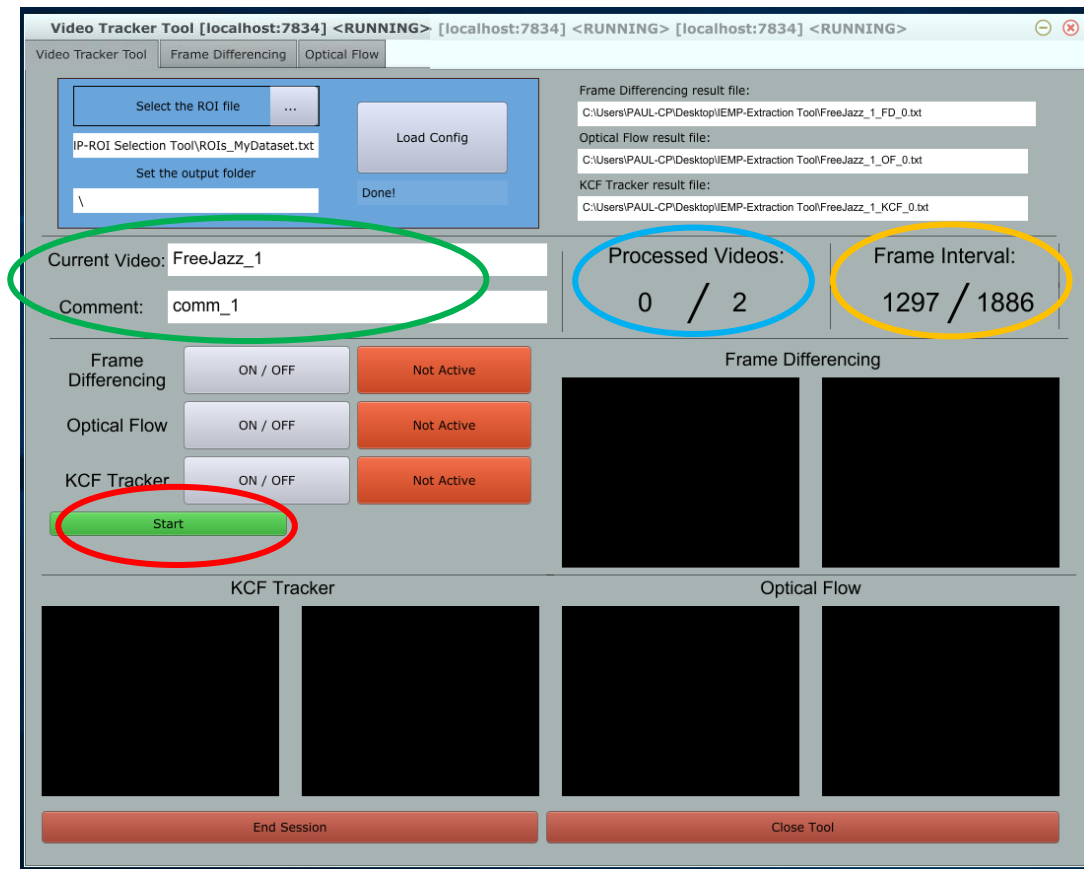 Video Tracker Tool [localhost:7834] <RUNNING> [localhost:7834] <RUNNING> [localhost:7834] <RUNNING>
Video Tracker Tool Frame Differencing Optical Flow
Select the ROI file ...
IP-ROI Selection Tool\ROIs_MyDataset.txt
Set the output folder
\
Load Config
Done!
Frame Differencing result file:
C:\Users\PAUL-CP\Desktop\IEMP-Extraction Tool\FreeJazz_1_FD_0.txt
Optical Flow result file:
C:\Users\PAUL-CP\Desktop\IEMP-Extraction Tool\FreeJazz_1_OF_0.txt
KCF Tracker result file:
C:\Users\PAUL-CP\Desktop\IEMP-Extraction Tool\FreeJazz_1_KCF_0.txt
Current Video: FreeJazz_1
Comment: comm_1
Processed Videos:
0 / 2
Frame Interval:
1297 / 1886
Frame
Differencing
ON / OFF Not Active
Optical Flow ON / OFF Not Active
KCF Tracker ON / OFF Not Active
Start
Frame Differencing
KCF Tracker
Optical Flow
End Session
Close Tool